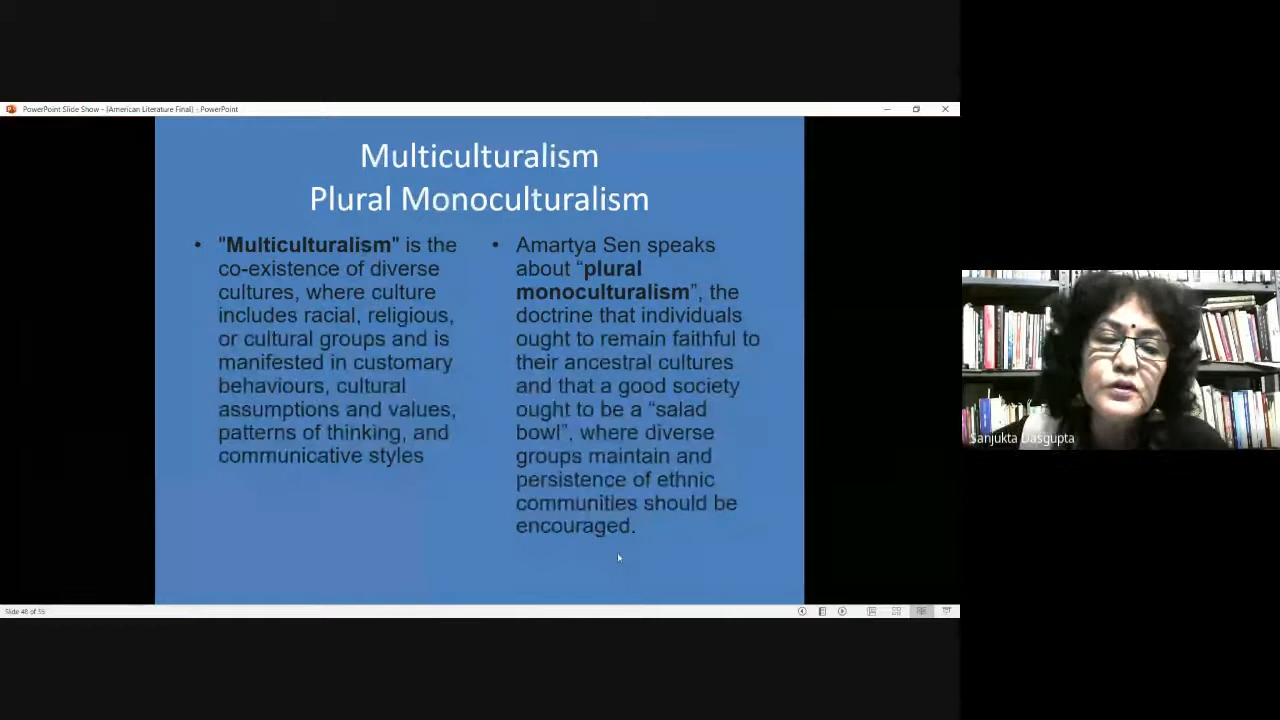 PowerPoint Slide Show - [American Literature Final] - PowerPoint
Multiculturalism
Plural Monoculturalism
• "Multiculturalism" is the
co-existence of diverse
cultures, where culture
includes racial, religious,
or cultural groups and is
manifested in customary
behaviours, cultural
assumptions and values,
patterns of thinking, and
communicative styles
• Amartya Sen speaks
about “plural
monoculturalism”, the
doctrine that individuals
ought to remain faithful to
their ancestral cultures
and that a good society
ought to be a “salad
bowl”, where diverse
groups maintain and
persistence of ethnic
communities should be
encouraged.
Sanjukta Dasgupta
Slide 48 of 55